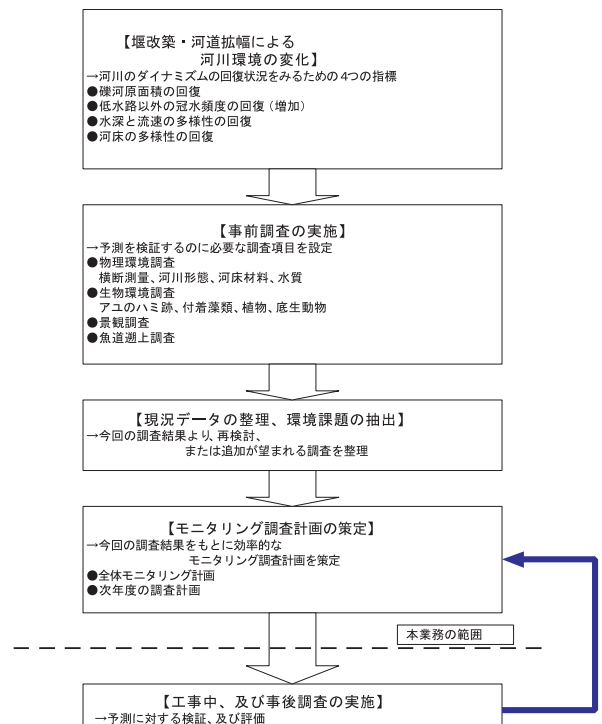 【堰改築・河道拡幅による
河川環境の変化】
→河川のダイナミズムの回復状況をみるための4つの指標
●礫河原面積の回復
●低水路以外の冠水頻度の回復（増加）
●水深と流速の多様性の回復
●河床の多様性の回復
【事前調査の実施】
→予測を検証するのに必要な調査項目を設定
●物理環境調査
横断測量、河川形態、河床材料、水質
●生物環境調査
アユのハミ跡、付着藻類、植物、底生動物
●景観調査
●魚道遡上調査
【現況データの整理、環境課題の抽出】
→今回の調査結果より、再検討、
または追加が望まれる調査を整理
【モニタリング調査計画の策定】
→今回の調査結果をもとに効率的な
モニタリング調査計画を策定
●全体モニタリング計画
●次年度の調査計画
本業務の範囲
【工事中、及び事後調査の実施】
→予測に対する検証、及び評価